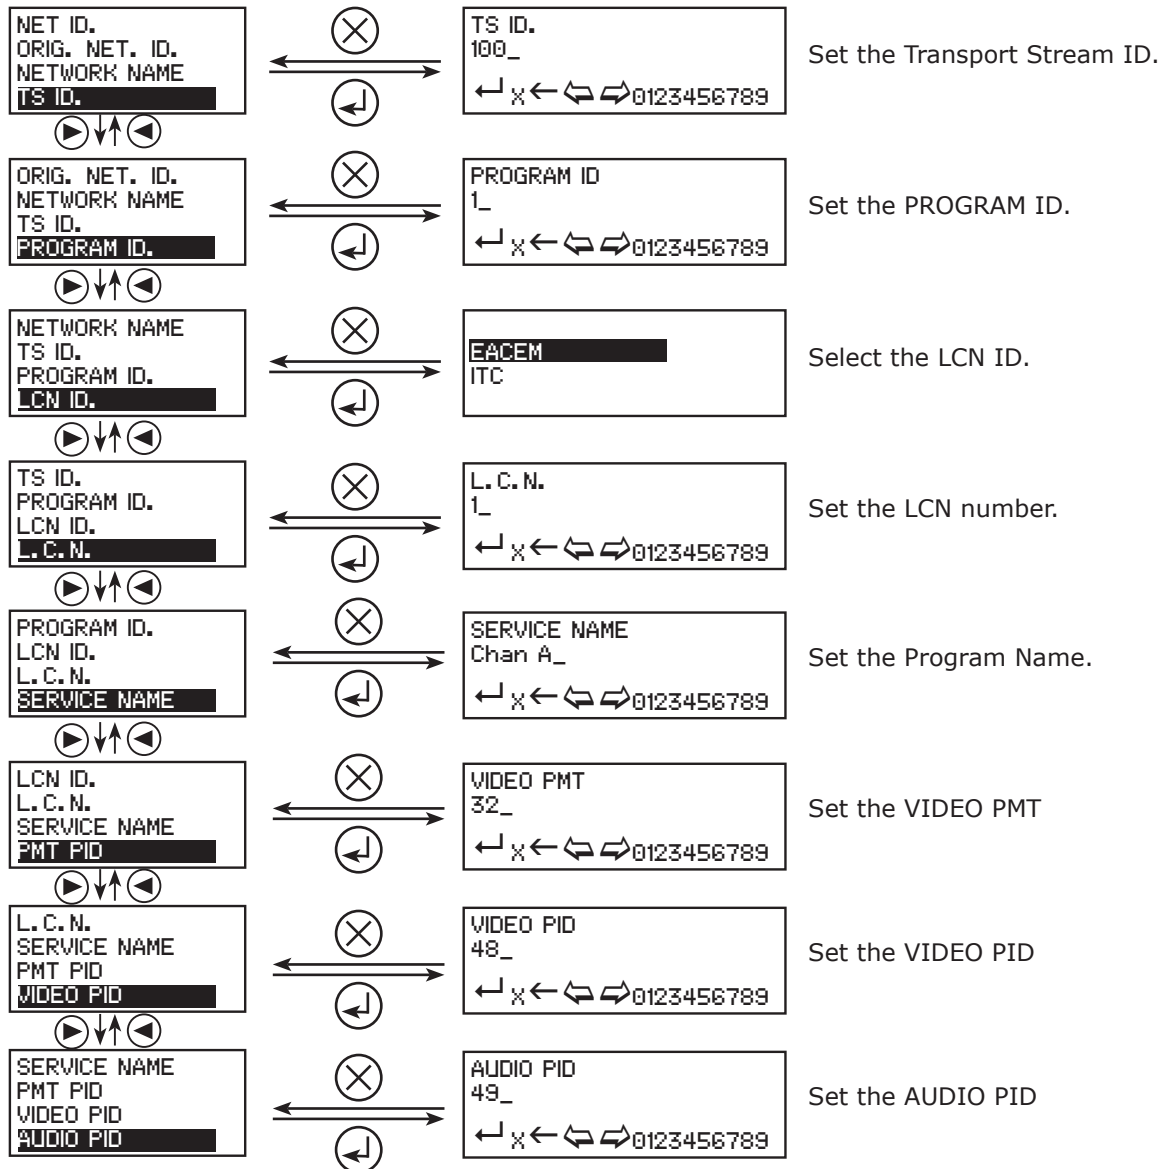 NET ID.
ORIG. NET. ID.
NETWORK NAME
TS ID.
TS ID.
100_
X 0123456789
Set the Transport Stream ID.
ORIG. NET. ID.
NETWORK NAME
TS ID.
PROGRAM ID.
PROGRAM ID
1_
X 0123456789
Set the PROGRAM ID.
NETWORK NAME
TS ID.
PROGRAM ID.
LCN ID.
EACEM
ITC
Select the LCN ID.
TS ID.
PROGRAM ID.
LCN ID.
L.C.N.
L.C.N.
1_
X 0123456789
Set the LCN number.
PROGRAM ID.
LCN ID.
L.C.N.
SERVICE NAME
SERVICE NAME
Chan A_
X 0123456789
Set the Program Name.
LCN ID.
L.C.N.
SERVICE NAME
PMT PID
VIDEO PMT
32_
X 0123456789
Set the VIDEO PMT
L.C.N.
SERVICE NAME
PMT PID
VIDEO PID
VIDEO PID
48_
X 0123456789
Set the VIDEO PID
SERVICE NAME
PMT PID
VIDEO PID
AUDIO PID
AUDIO PID
49_
X 0123456789
Set the AUDIO PID